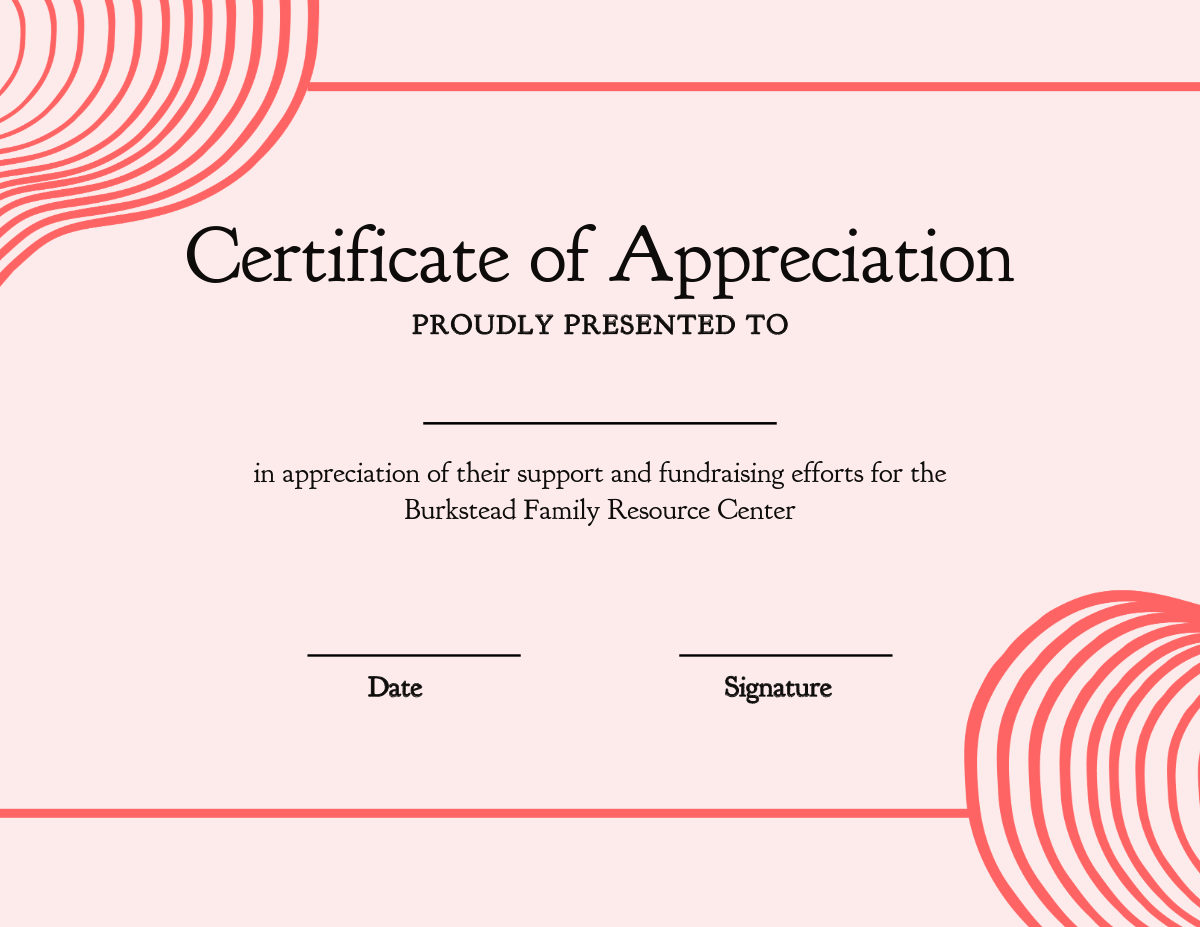 Certificate of Appreciation
PROUDLY PRESENTED TO
in appreciation of their support and fundraising efforts for the
Burkstead Family Resource Center
Date
Signature